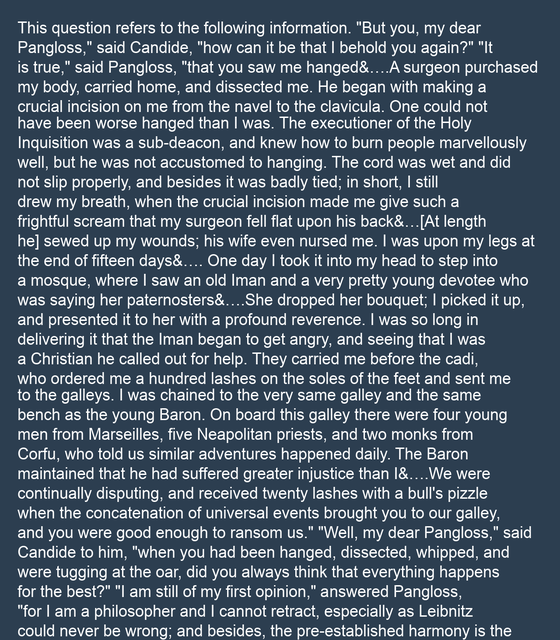 This question refers to the following information. "But you, my dear
Pangloss," said Candide, "how can it be that I behold you again?" "It
is true," said Pangloss, "that you saw me hanged&….A surgeon purchased
my body, carried home, and dissected me. He began with making a
crucial incision on me from the navel to the clavicula. One could not
have been worse hanged than I was. The executioner of the Holy
Inquisition was a sub-deacon, and knew how to burn people marvellously
well, but he was not accustomed to hanging. The cord was wet and did
not slip properly, and besides it was badly tied; in short, I still
drew my breath, when the crucial incision made me give such a
frightful scream that my surgeon fell flat upon his back&…[At length
he] sewed up my wounds; his wife even nursed me. I was upon my legs at
the end of fifteen days&…. One day I took it into my head to step into
a mosque, where I saw an old Iman and a very pretty young devotee who
was saying her paternosters&….She dropped her bouquet; I picked it up,
and presented it to her with a profound reverence. I was so long in
delivering it that the Iman began to get angry, and seeing that I was
a Christian he called out for help. They carried me before the cadi,
who ordered me a hundred lashes on the soles of the feet and sent me
to the galleys. I was chained to the very same galley and the same
bench as the young Baron. On board this galley there were four young
men from Marseilles, five Neapolitan priests, and two monks from
Corfu, who told us similar adventures happened daily. The Baron
maintained that he had suffered greater injustice than I&….We were
continually disputing, and received twenty lashes with a bull's pizzle
when the concatenation of universal events brought you to our galley,
and you were good enough to ransom us." "Well, my dear Pangloss," said
Candide to him, "when you had been hanged, dissected, whipped, and
were tugging at the oar, did you always think that everything happens
for the best?" "I am still of my first opinion," answered Pangloss,
"for I am a philosopher and I cannot retract, especially as Leibnitz
could never be wrong; and besides, the pre-established harmony is the